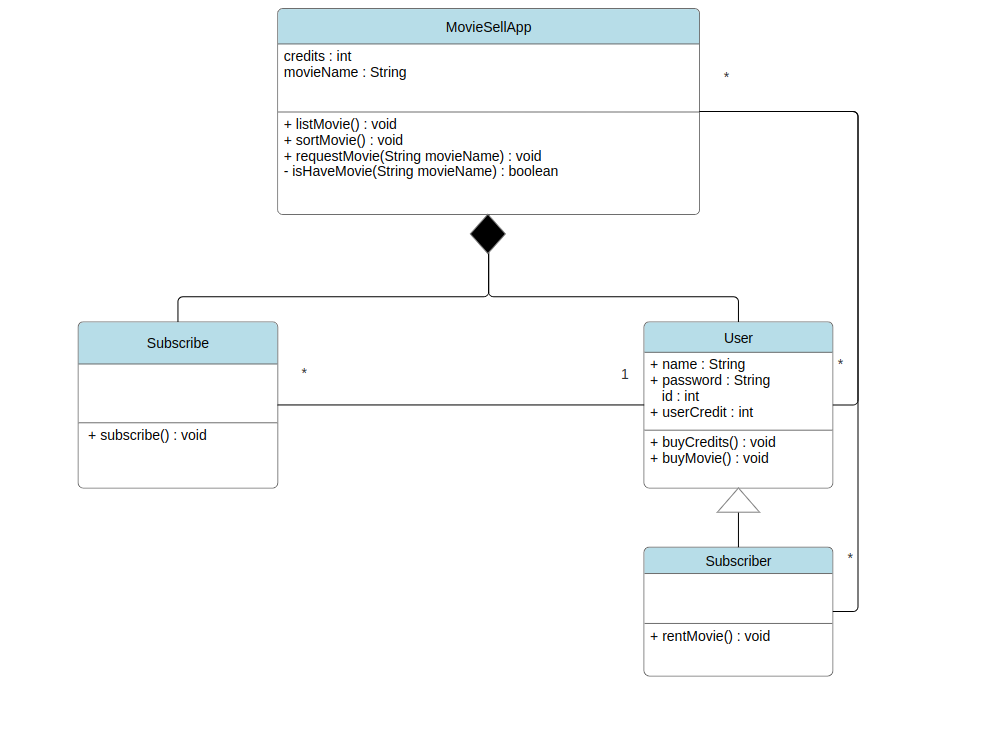 MovieSellApp
credits : int
movieName : String
*
+ listMovie() : void
+ sortMovie() : void
+ requestMovie(String movieName) : void
- isHaveMovie(String movieName) : boolean
Subscribe
*
+ subscribe() : void
1
User
+ name : String
+ password : String
id : int
+ userCredit : int
*
+ buyCredits() : void
+ buyMovie() : void
Subscriber
*
+ rentMovie() : void